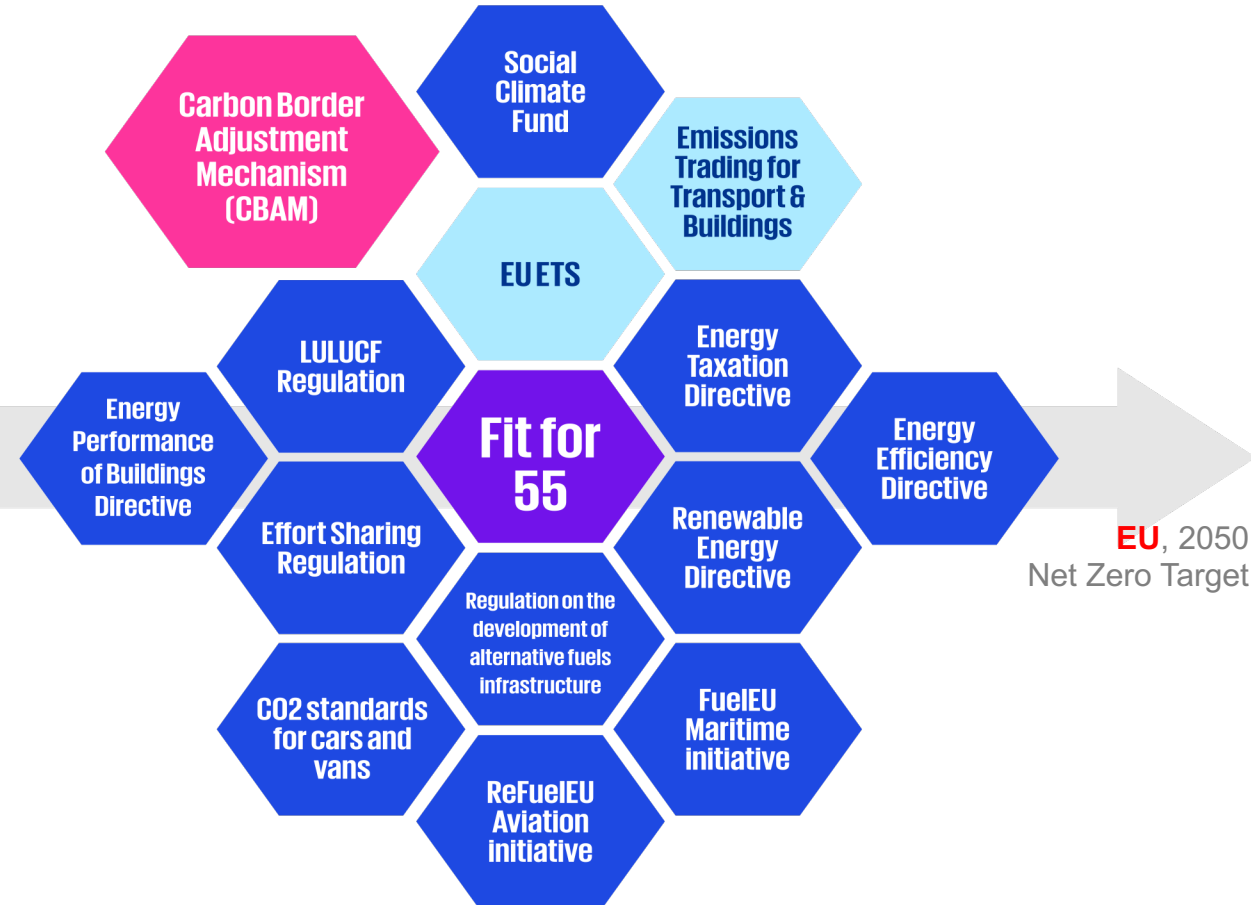 Social
Climate
Fund
Carbon Border
Adjustment
Mechanism
(CBAM)
Emissions
Trading for
Transport &
Buildings
EU ETS
LULUCF
Regulation
Energy
Taxation
Directive
Energy
Performance
of Buildings
Directive
Fit for
55
Energy
Efficiency
Directive
Effort Sharing
Regulation
Renewable
Energy
Directive
EU, 2050
Net Zero Target
Regulation on the
development of
alternative fuels
infrastructure
CO2 standards
for cars and
vans
FuelEU
Maritime
initiative
ReFuelEU
Aviation
initiative